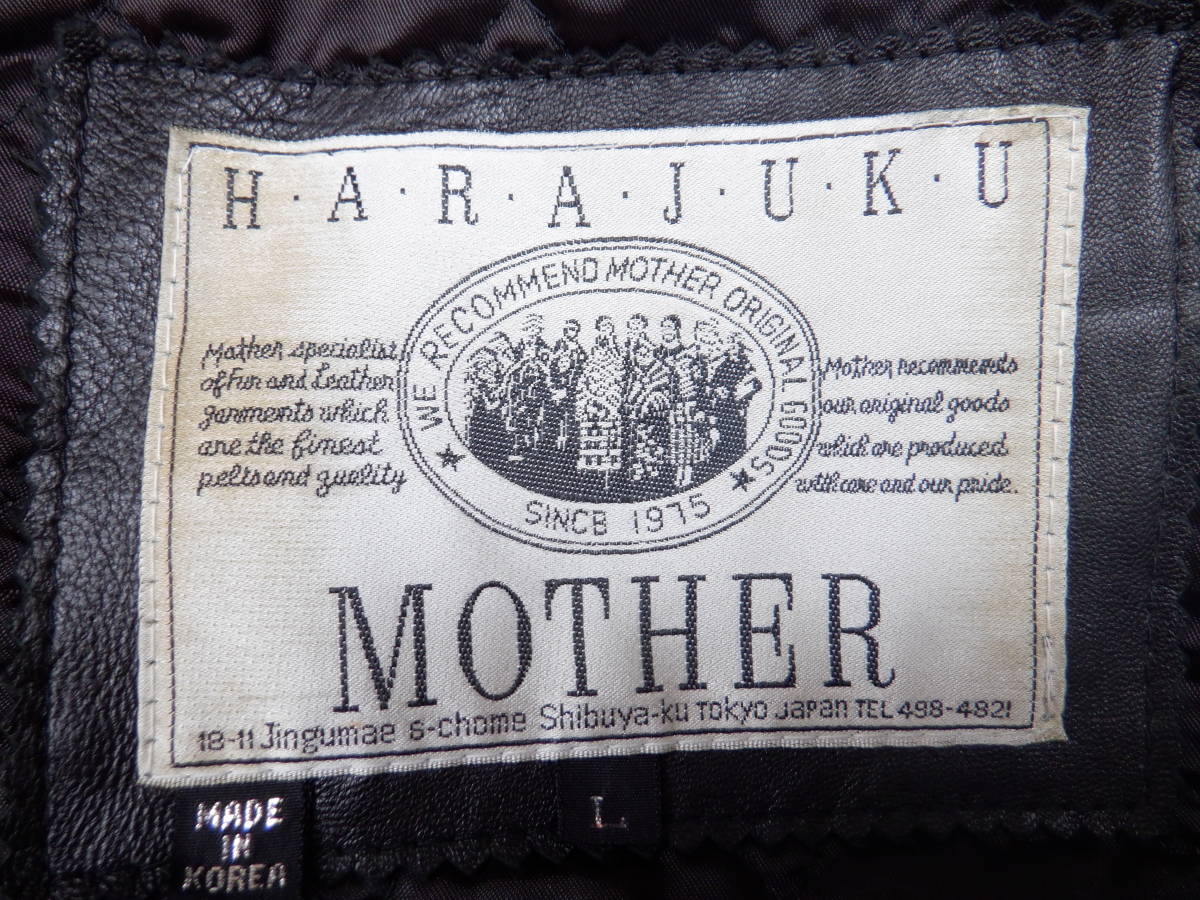 H·A·R·A·J·U·K·U
WE RECOMMEND MOTHER ORIGINAL GOODS
★ SINCE 1975 ★
Mother specialist
of Fur and Leather
garments which
are the finest
pelts and quality
Mother recommends
our original goods
which are produced
with care and our pride.
MOTHER
18-11 Jingumae 6-chome Shibuya-ku Tokyo Japan TEL 498-4821
MADE
IN
KOREA
L